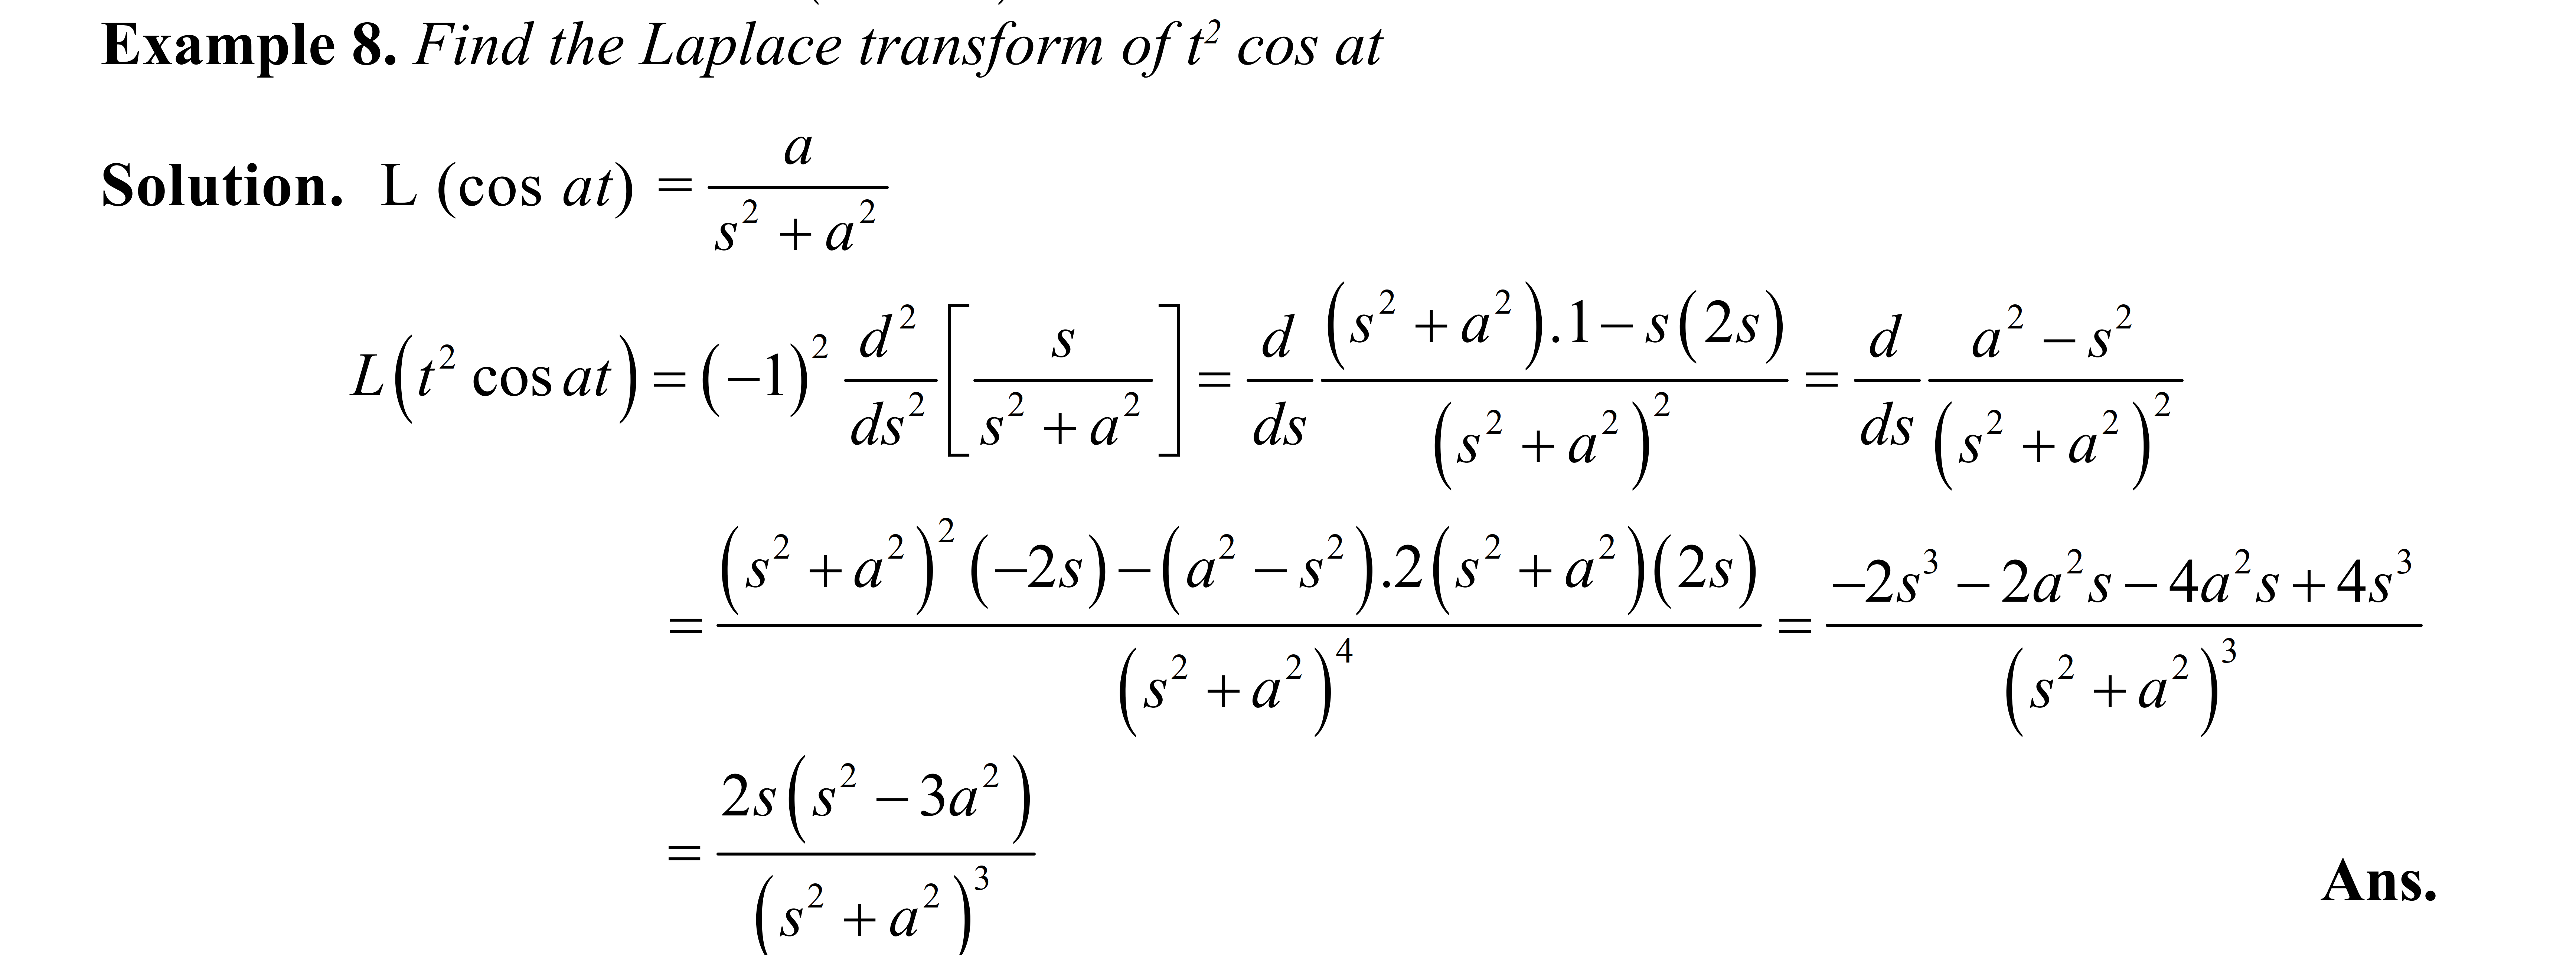 Example 8. Find the Laplace transform of t² cos at
Solution. L (cos at) = a / (s² + a²)
L(t² cos at) = (−1)² d²/ds² [s / (s² + a²)] = d/ds ((s² + a²).1 − s(2s)) / (s² + a²)² = d/ds (a² − s²) / (s² + a²)²
= ((s² + a²)² (−2s) − (a² − s²).2(s² + a²)(2s)) / (s² + a²)⁴ = (−2s³ − 2a²s − 4a²s + 4s³) / (s² + a²)³
= 2s(s² − 3a²) / (s² + a²)³ Ans.